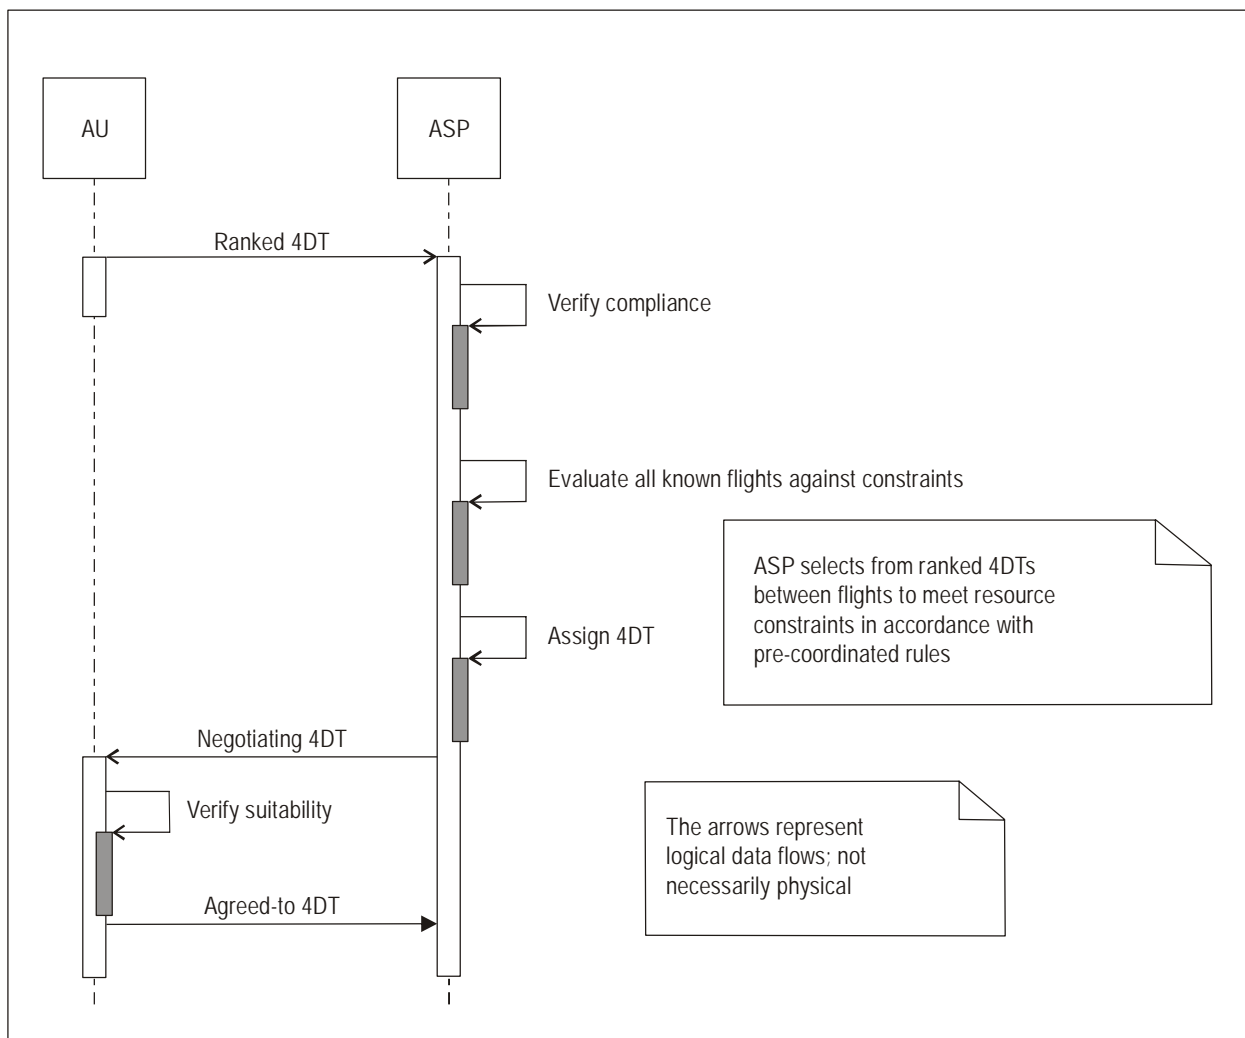 AU
ASP
Ranked 4DT
Verify compliance
Evaluate all known flights against constraints
ASP selects from ranked 4DTs
between flights to meet resource
constraints in accordance with
pre-coordinated rules
Assign 4DT
Negotiating 4DT
Verify suitability
The arrows represent
logical data flows; not
necessarily physical
Agreed-to 4DT